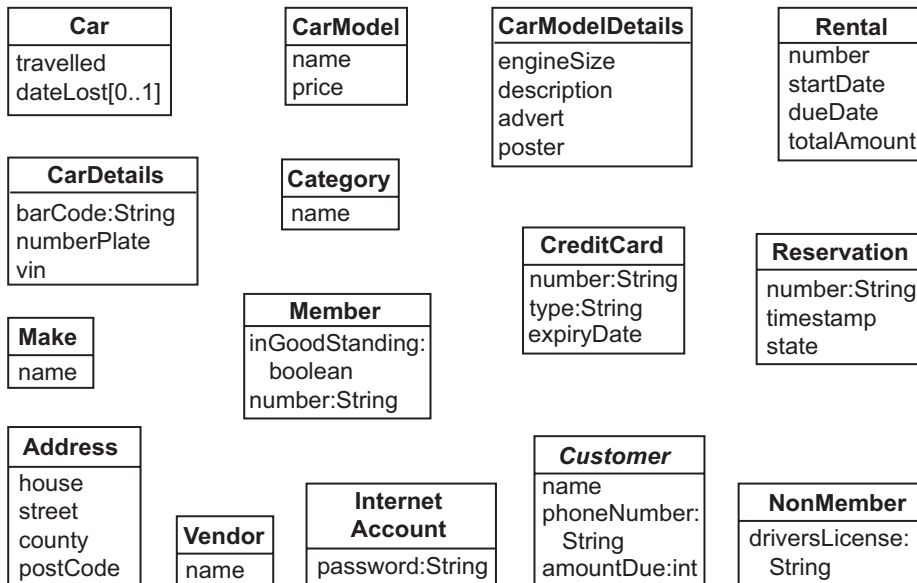 Car
travelled
dateLost[0..1]
CarModel
name
price
CarModelDetails
engineSize
description
advert
poster
Rental
number
startDate
dueDate
totalAmount
CarDetails
barCode:String
numberPlate
vin
Category
name
CreditCard
number:String
type:String
expiryDate
Reservation
number:String
timestamp
state
Make
name
Member
inGoodStanding:
boolean
number:String
Address
house
street
county
postCode
Vendor
name
Internet
Account
password:String
Customer
name
phoneNumber:
String
amountDue:int
NonMember
driversLicense:
String